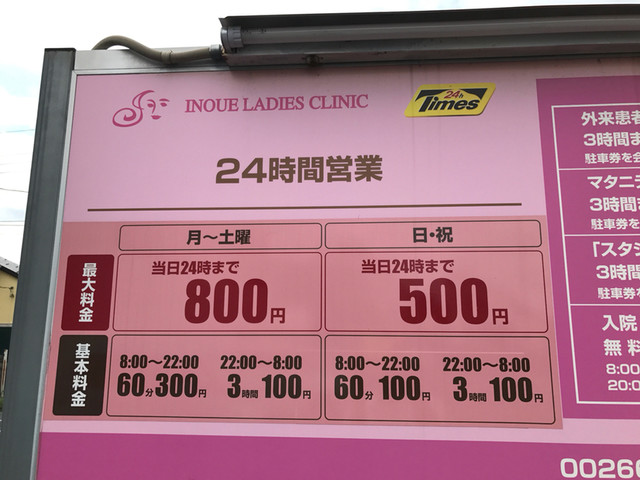 INOUE LADIES CLINIC
24h
Times
24時間営業
月〜土曜
日・祝
最大料金
当日24時まで
800円
当日24時まで
500円
基本料金
8:00〜22:00
60分300円
22:00〜8:00
3時間100円
8:00〜22:00
60分100円
22:00〜8:00
3時間100円
外来患者
3時間ま
駐車券を会
マタニテ
3時間ま
駐車券を
「スタジ
3時間
駐車券
入院
無料
8:00
20:0
0026